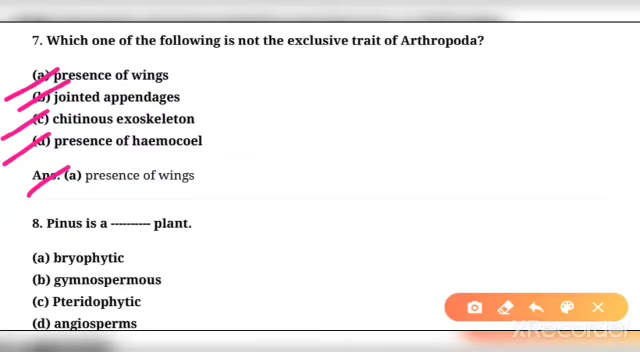 7. Which one of the following is not the exclusive trait of Arthropoda?
(a) presence of wings
(b) jointed appendages
(c) chitinous exoskeleton
(d) presence of haemocoel
Ans. (a) presence of wings
8. Pinus is a ---------- plant.
(a) bryophytic
(b) gymnospermous
(c) Pteridophytic
(d) angiosperms
XRecorder